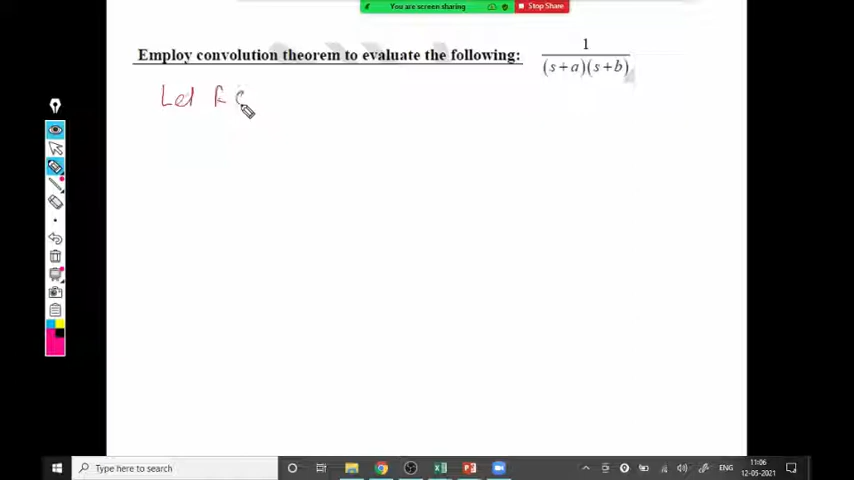 You are screen sharing Stop Share
Employ convolution theorem to evaluate the following: 1/((s+a)(s+b))
Let
Type here to search
ENG
11:06
12-05-2021